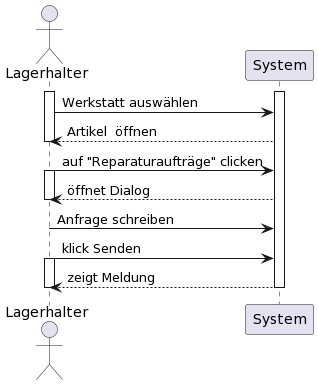 Lagerhalter
System
Werkstatt auswählen
Artikel  öffnen
auf "Reparaturaufträge" clicken
öffnet Dialog
Anfrage schreiben
klick Senden
zeigt Meldung
Lagerhalter
System